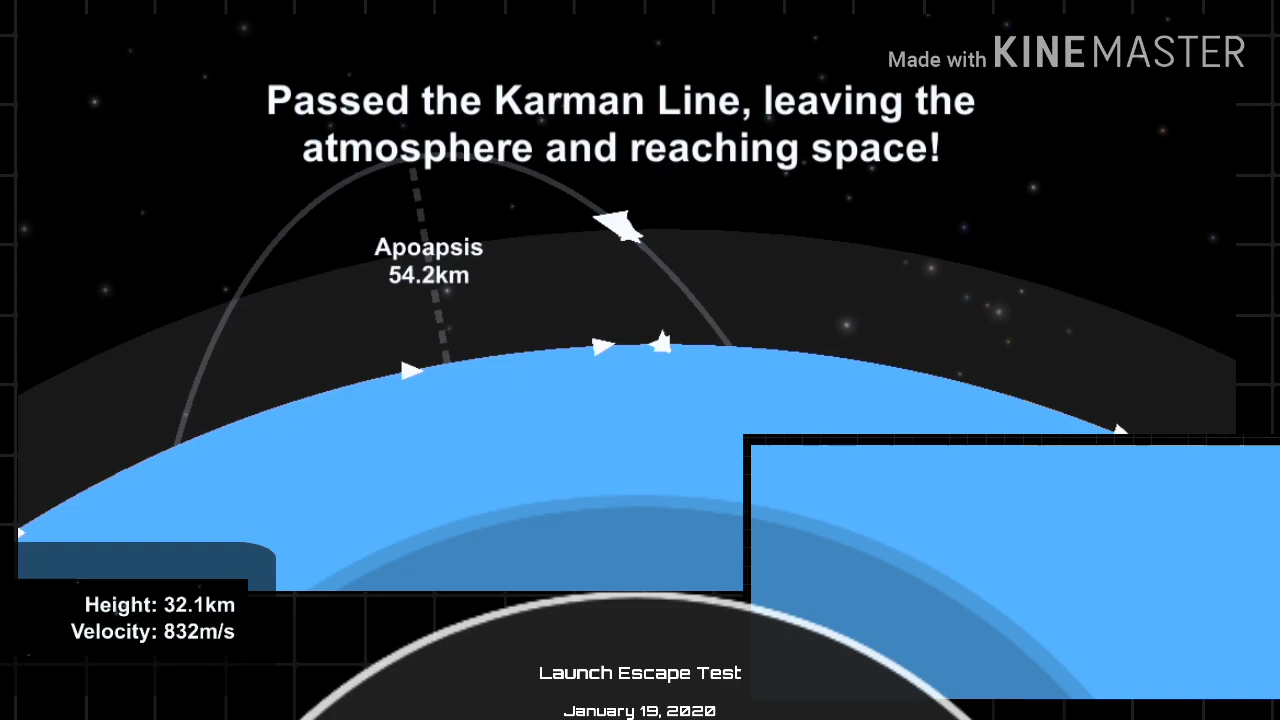 Made with KINEMASTER
Passed the Karman Line, leaving the
atmosphere and reaching space!
Apoapsis
54.2km
Height: 32.1km
Velocity: 832m/s
Launch Escape Test
January 19, 2020